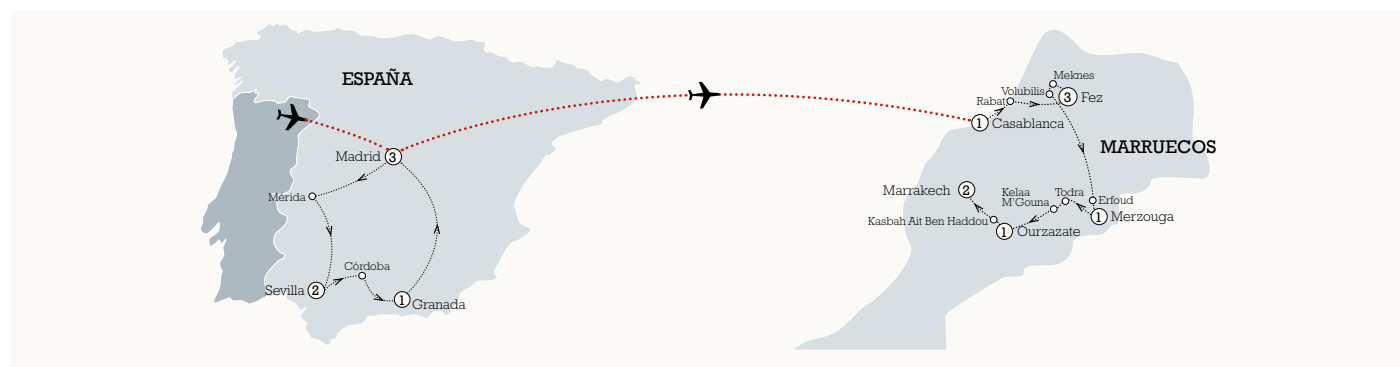 ESPAÑA
Madrid
3
Mérida
Córdoba
Sevilla
2
1
Granada
Meknes
Volubilis
3
Fez
Rabat
1
Casablanca
MARRUECOS
Marrakech
2
Kelaa
M'Gouna
Todra
Erfoud
1
Merzouga
Kasbah Ait Ben Haddou
1
Ourzazate